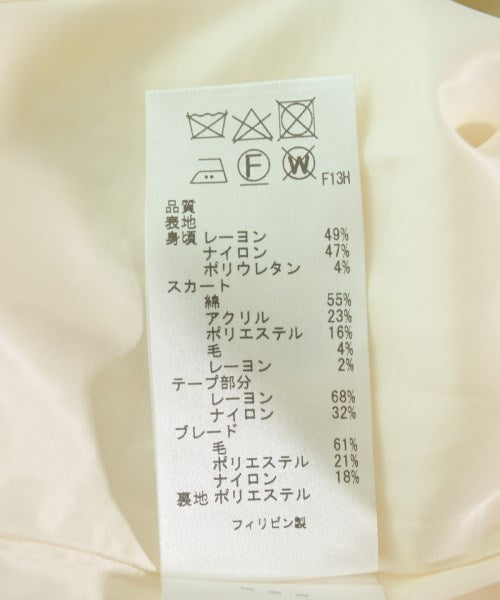 F W F13H
品質
表地
身頃 レーヨン 49%
ナイロン 47%
ポリウレタン 4%
スカート
綿 55%
アクリル 23%
ポリエステル 16%
毛 4%
レーヨン 2%
テープ部分
レーヨン 68%
ナイロン 32%
ブレード
毛 61%
ポリエステル 21%
ナイロン 18%
裏地 ポリエステル
フィリピン製